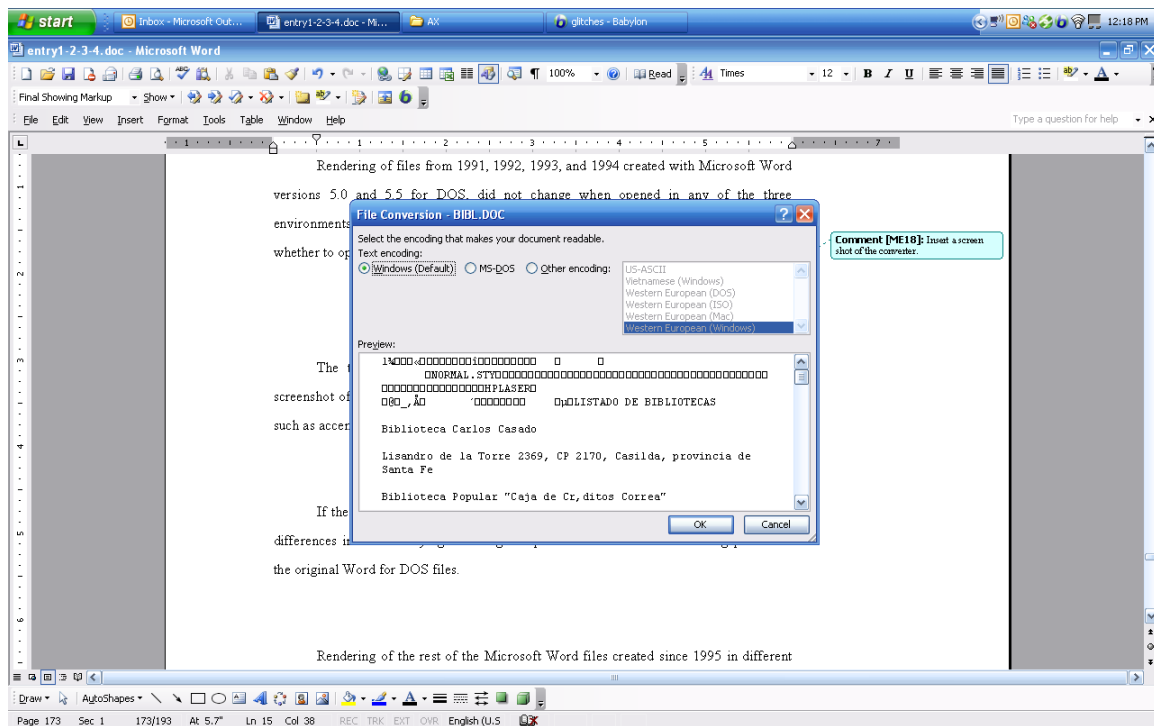 start
Inbox - Microsoft Out...
entry1-2-3-4.doc - Mi...
AX
glitches - Babylon
12:18 PM
entry1-2-3-4.doc - Microsoft Word
100%
Read
Times
12
B I U
Final Showing Markup
Show
File Edit View Insert Format Tools Table Window Help
Type a question for help
1 1 2 3 4 5 7
Rendering of files from 1991, 1992, 1993, and 1994 created with Microsoft Word
versions 5.0 and 5.5 for DOS, did not change when opened in any of the three
environments
whether to op
Comment [ME18]: Insert a screen
shot of the converter.
File Conversion - BIBL.DOC
Select the encoding that makes your document readable.
Text encoding:
Windows (Default) MS-DOS Other encoding:
US-ASCII
Vietnamese (Windows)
Western European (DOS)
Western European (ISO)
Western European (Mac)
Western European (Windows)
Preview:
NORMAL.STY
HPLASER
LISTADO DE BIBLIOTECAS
Biblioteca Carlos Casado
Lisandro de la Torre 2369, CP 2170, Casilda, provincia de
Santa Fe
Biblioteca Popular "Caja de Cr‚ditos Correa"
OK Cancel
The
screenshot of
such as accen
If the
differences i
the original Word for DOS files.
Rendering of the rest of the Microsoft Word files created since 1995 in different
Draw AutoShapes
Page 173 Sec 1 173/193 At 5.7" Ln 15 Col 38 REC TRK EXT OVR English (U.S